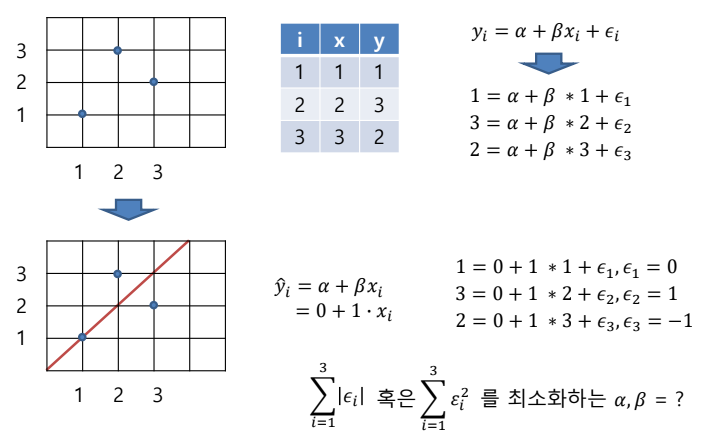 3
2
1
1 2 3
i x y
1 1 1
2 2 3
3 3 2
yᵢ = α + βxᵢ + ϵᵢ
1 = α + β * 1 + ϵ₁
3 = α + β * 2 + ϵ₂
2 = α + β * 3 + ϵ₃
3
2
1
1 2 3
ŷᵢ = α + βxᵢ
= 0 + 1 · xᵢ
1 = 0 + 1 * 1 + ϵ₁, ϵ₁ = 0
3 = 0 + 1 * 2 + ϵ₂, ϵ₂ = 1
2 = 0 + 1 * 3 + ϵ₃, ϵ₃ = −1
∑ᵢ₌₁³ |ϵᵢ| 혹은 ∑ᵢ₌₁³ εᵢ² 를 최소화하는 α, β = ?